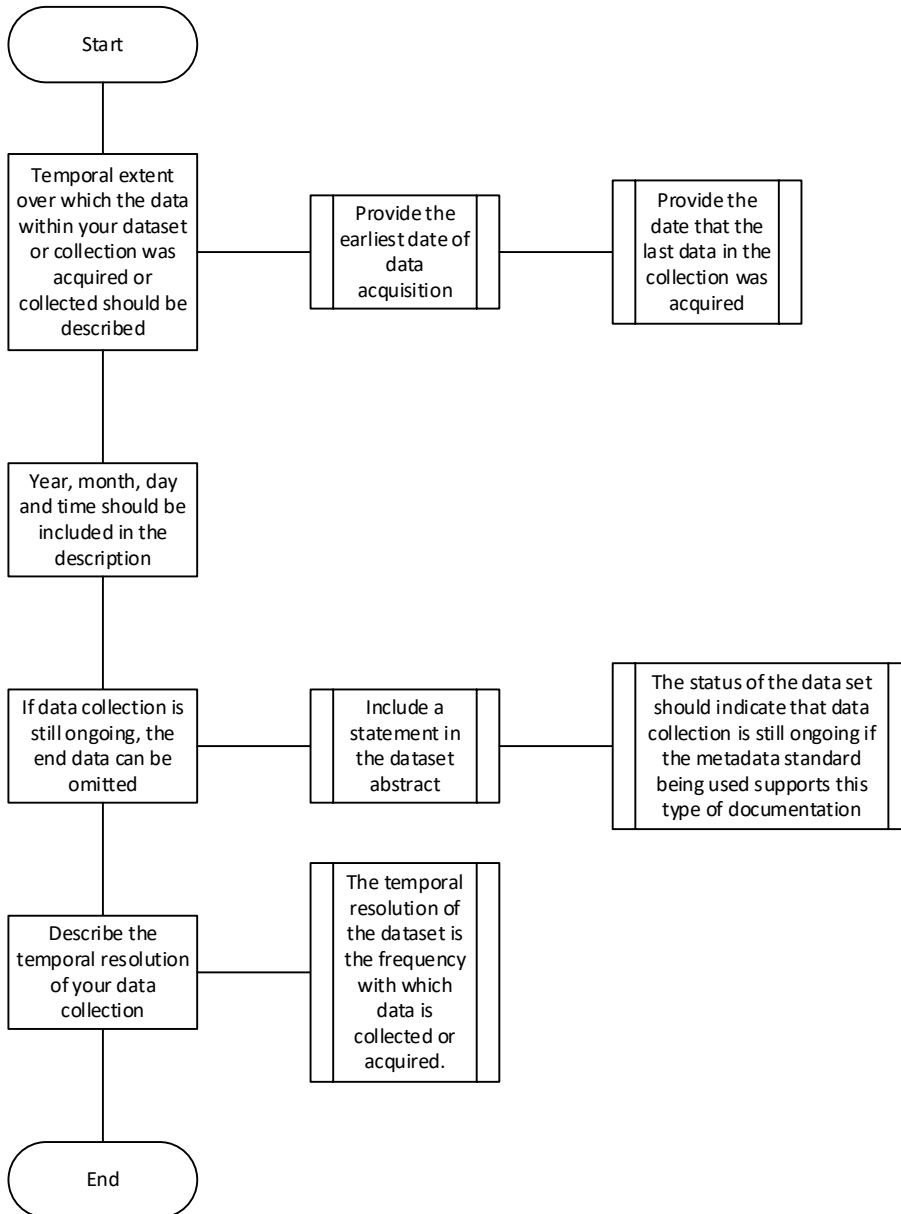 Start
Temporal extent
over which the data
within your dataset
or collection was
acquired or
collected should be
described
Provide the
earliest date of
data
acquisition
Provide the
date that the
last data in the
collection was
acquired
Year, month, day
and time should be
included in the
description
If data collection is
still ongoing, the
end data can be
omitted
Include a
statement in
the dataset
abstract
The status of the data set
should indicate that data
collection is still ongoing if
the metadata standard
being used supports this
type of documentation
Describe the
temporal resolution
of your data
collection
The temporal
resolution of
the dataset is
the frequency
with which
data is
collected or
acquired.
End